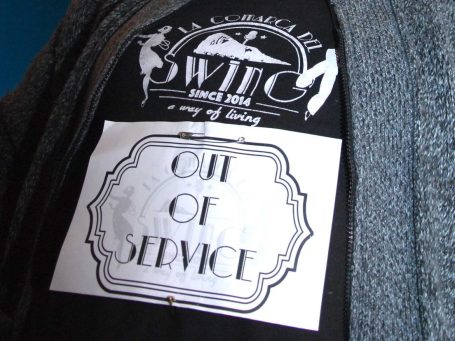 LA COMARCA DEL
SWING
SINCE 2014
a way of living
OUT
OF
SERVICE